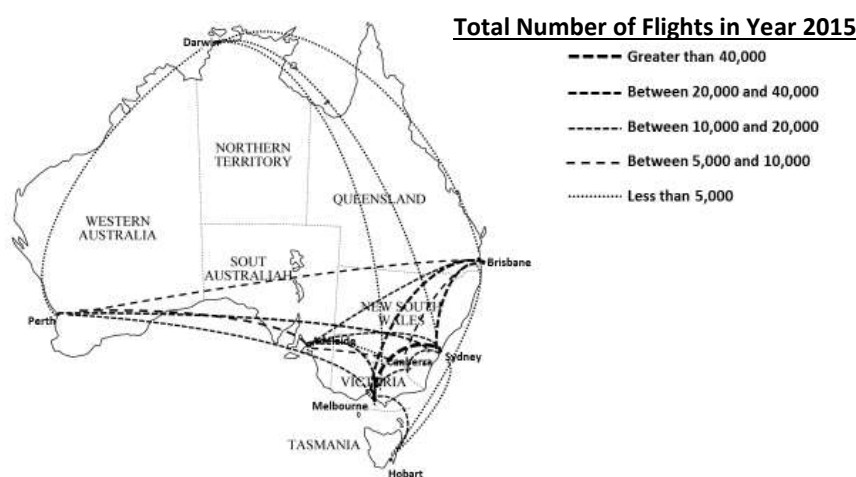 Total Number of Flights in Year 2015
Greater than 40,000
Between 20,000 and 40,000
Between 10,000 and 20,000
Between 5,000 and 10,000
Less than 5,000
Darwin
NORTHERN
TERRITORY
QUEENSLAND
WESTERN
AUSTRALIA
SOUT
AUSTRALIAH
Brisbane
NEW SOUTH
WALES
Perth
Sydney
Canberra
VICTORIA
Melbourne
TASMANIA
Hobart